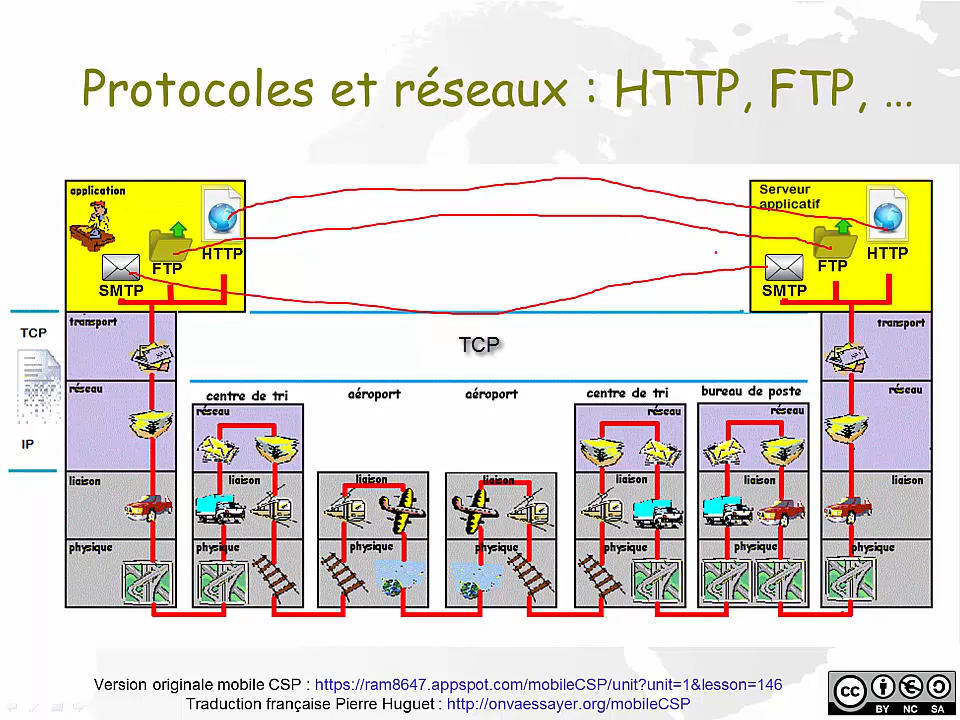 Protocoles et réseaux : HTTP, FTP, ...
application
HTTP
FTP
SMTP
Serveur
applicatif
HTTP
FTP
SMTP
TCP
IP
transport
réseau
liaison
physique
TCP
centre de tri
aéroport
aéroport
centre de tri
bureau de poste
réseau
liaison
physique
liaison
physique
liaison
physique
réseau
liaison
physique
réseau
liaison
physique
transport
réseau
liaison
physique
Version originale mobile CSP : https://ram8647.appspot.com/mobileCSP/unit?unit=1&lesson=146
Traduction française Pierre Huguet : http://onvaessayer.org/mobileCSP
cc
BY NC SA